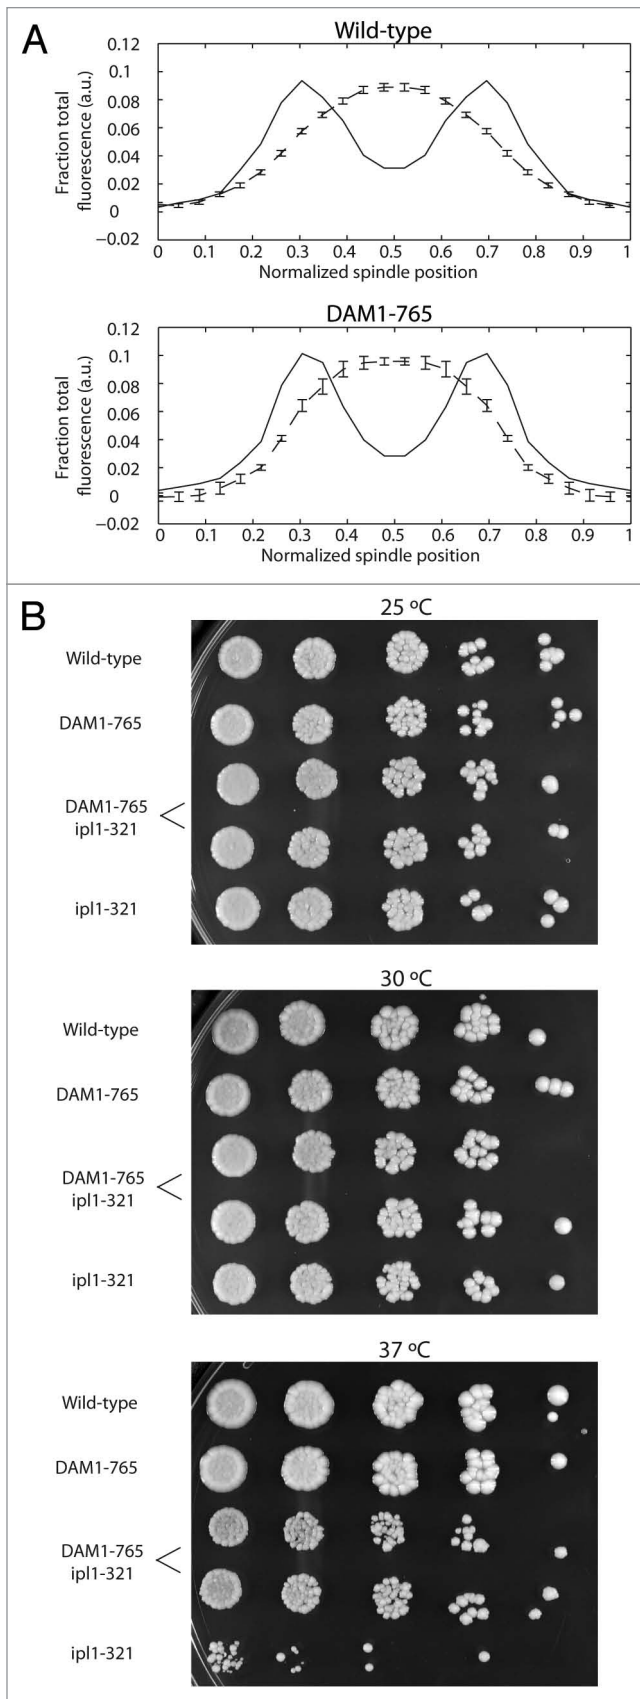 A
Wild-type
0.12
0.1
0.08
0.06
0.04
0.02
0
−0.02
Fraction total
fluorescence (a.u.)
0 0.1 0.2 0.3 0.4 0.5 0.6 0.7 0.8 0.9 1
Normalized spindle position
DAM1-765
0.12
0.1
0.08
0.06
0.04
0.02
0
−0.02
Fraction total
fluorescence (a.u.)
0 0.1 0.2 0.3 0.4 0.5 0.6 0.7 0.8 0.9 1
Normalized spindle position
B
25 ºC
Wild-type
DAM1-765
DAM1-765
ipl1-321
ipl1-321
30 ºC
Wild-type
DAM1-765
DAM1-765
ipl1-321
ipl1-321
37 ºC
Wild-type
DAM1-765
DAM1-765
ipl1-321
ipl1-321